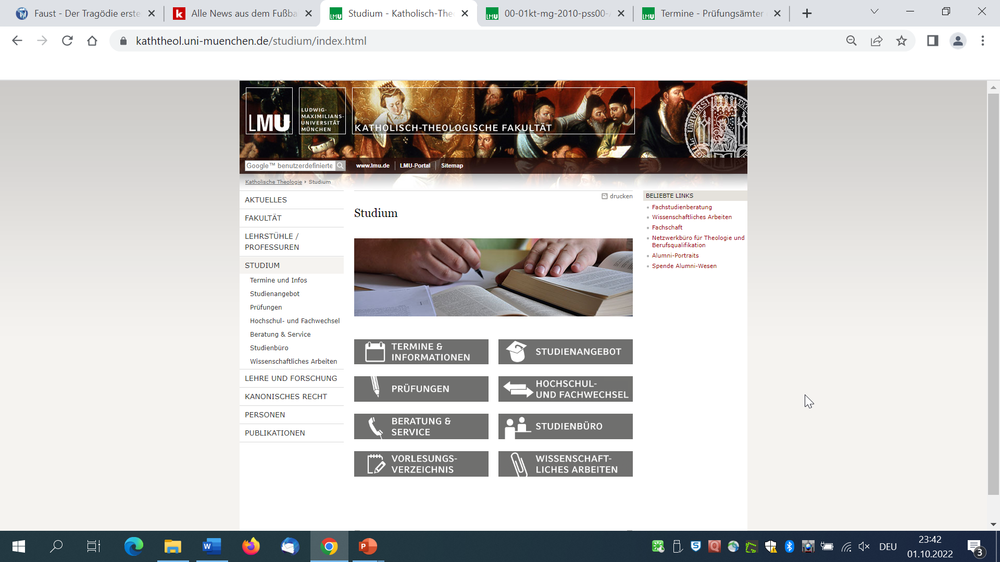 Faust - Der Tragödie erste
Alle News aus dem Fußba
Studium - Katholisch-Theo
00-01kt-mg-2010-pss00-
Termine - Prüfungsämter
kaththeol.uni-muenchen.de/studium/index.html
LMU
LUDWIG-
MAXIMILIANS-
UNIVERSITÄT
MÜNCHEN
KATHOLISCH-THEOLOGISCHE FAKULTÄT
Google™ benutzerdefinierte
www.lmu.de
LMU-Portal
Sitemap
Katholische Theologie
Studium
AKTUELLES
FAKULTÄT
LEHRSTÜHLE /
PROFESSUREN
STUDIUM
Termine und Infos
Studienangebot
Prüfungen
Hochschul- und Fachwechsel
Beratung & Service
Studienbüro
Wissenschaftliches Arbeiten
LEHRE UND FORSCHUNG
KANONISCHES RECHT
PERSONEN
PUBLIKATIONEN
drucken
Studium
TERMINE &
INFORMATIONEN
STUDIENANGEBOT
PRÜFUNGEN
HOCHSCHUL-
UND FACHWECHSEL
BERATUNG &
SERVICE
STUDIENBÜRO
VORLESUNGS-
VERZEICHNIS
WISSENSCHAFT-
LICHES ARBEITEN
BELIEBTE LINKS
Fachstudienberatung
Wissenschaftliches Arbeiten
Fachschaft
Netzwerkbüro für Theologie und
Berufsqualifikation
Alumni-Portraits
Spende Alumni-Wesen
DEU
23:42
01.10.2022
3